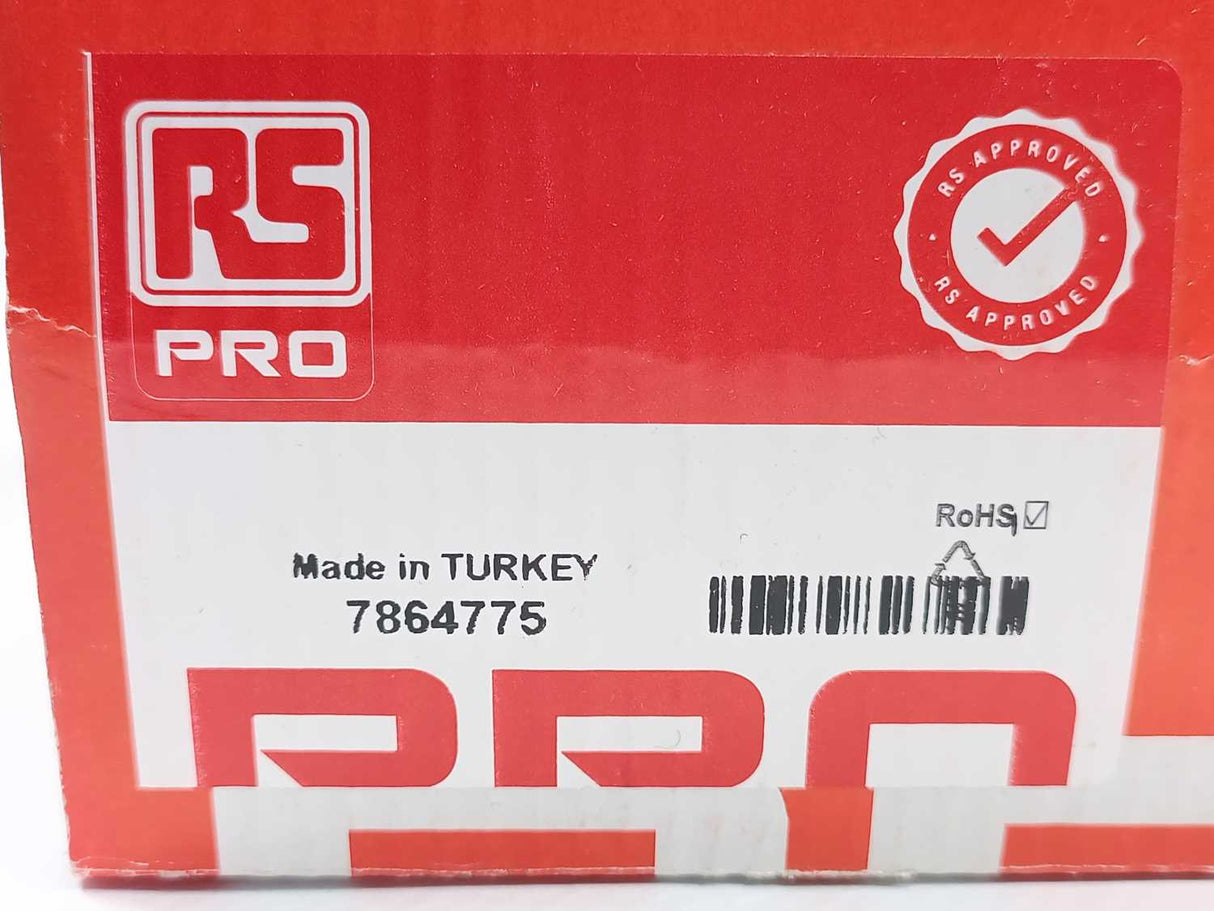 RS
PRO
RS APPROVED
RS APPROVED
RoHS
Made in TURKEY
7864775
PRO